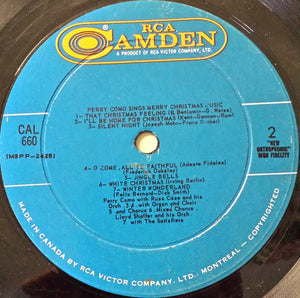 RCA
CAMDEN
A PRODUCT OF RCA VICTOR COMPANY, LTD.
PERRY COMO SINGS MERRY CHRISTMAS MUSIC
1- THAT CHRISTMAS FEELING (B. Benjamin-G. Weiss)
2- I'LL BE HOME FOR CHRISTMAS (Kent-Gannon-Ram)
3- SILENT NIGHT (Joseph Mohr-Franz Gruber)
CAL
660
(M2PP-2428)
2
"NEW
ORTHOPHONIC"
HIGH FIDELITY
4- O COME, ALL YE FAITHFUL (Adeste Fideles)
Frederick Oakeley)
5- JINGLE BELLS
6- WHITE CHRISTMAS (Irving Berlin)
7- WINTER WONDERLAND
(Felix Bernard-Dick Smith)
Perry Como with Russ Case and his
Orch 3,4, with Organ and Choir
5 and Chorus 6, Mixed Chorus,
Lloyd Shaffer and his Orch.
7 with The Satisfiers
MADE IN CANADA BY RCA VICTOR COMPANY, LTD., MONTREAL - COPYRIGHTED